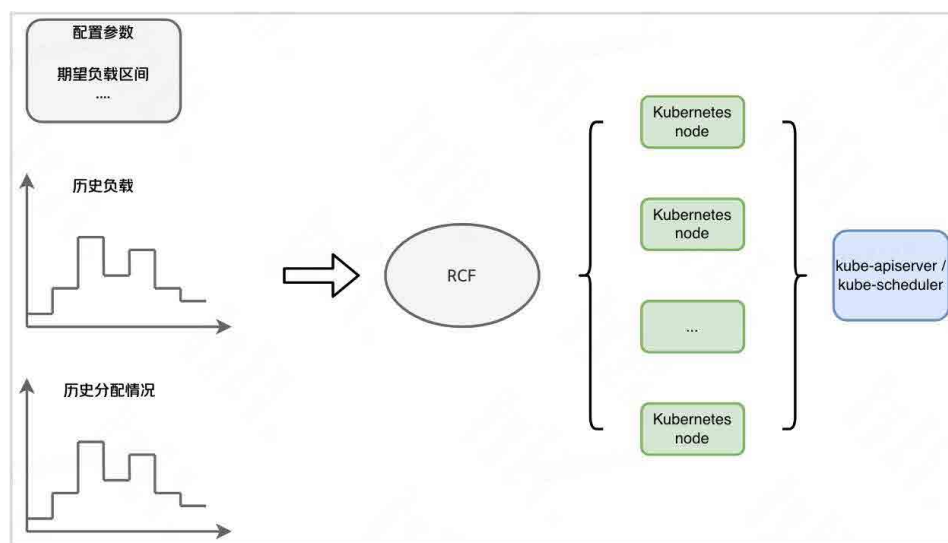 配置参数
期望负载区间
....
历史负载
历史分配情况
RCF
Kubernetes
node
Kubernetes
node
...
Kubernetes
node
kube-apiserver /
kube-scheduler